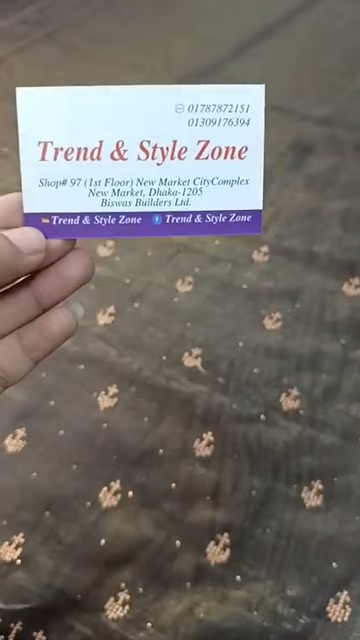 01787872151
01309176394
Trend & Style Zone
Shop# 97 (1st Floor) New Market CityComplex
New Market, Dhaka-1205
Biswas Builders Ltd.
Trend & Style Zone Trend & Style Zone